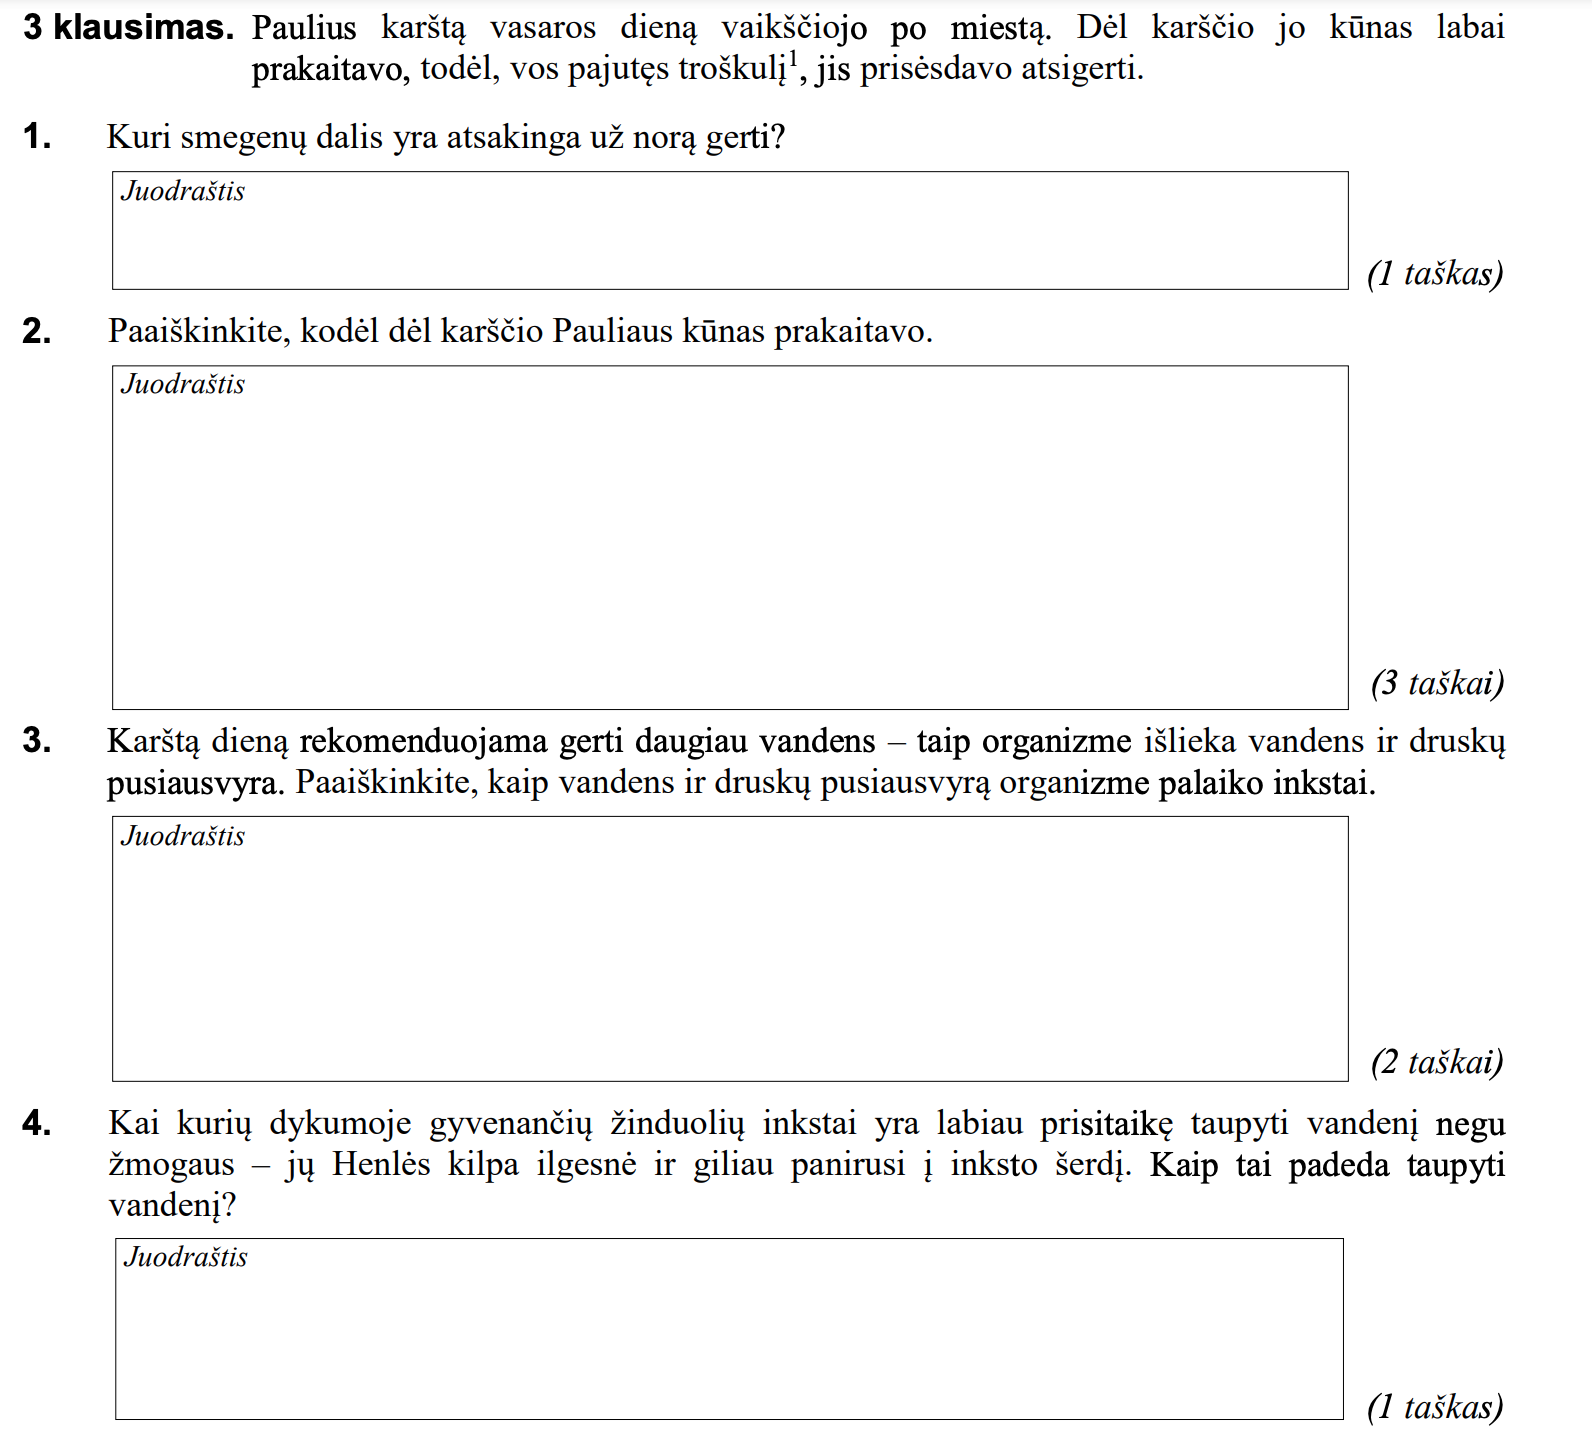 3 klausimas. Paulius karštą vasaros dieną vaikščiojo po miestą. Dėl karščio jo kūnas labai
prakaitavo, todėl, vos pajutęs troškulį¹, jis prisėsdavo atsigerti.
1. Kuri smegenų dalis yra atsakinga už norą gerti?
Juodraštis
(1 taškas)
2. Paaiškinkite, kodėl dėl karščio Pauliaus kūnas prakaitavo.
Juodraštis
(3 taškai)
3. Karštą dieną rekomenduojama gerti daugiau vandens – taip organizme išlieka vandens ir druskų
pusiausvyra. Paaiškinkite, kaip vandens ir druskų pusiausvyrą organizme palaiko inkstai.
Juodraštis
(2 taškai)
4. Kai kurių dykumoje gyvenančių žinduolių inkstai yra labiau prisitaikę taupyti vandenį negu
žmogaus – jų Henlės kilpa ilgesnė ir giliau panirusi į inksto šerdį. Kaip tai padeda taupyti
vandenį?
Juodraštis
(1 taškas)